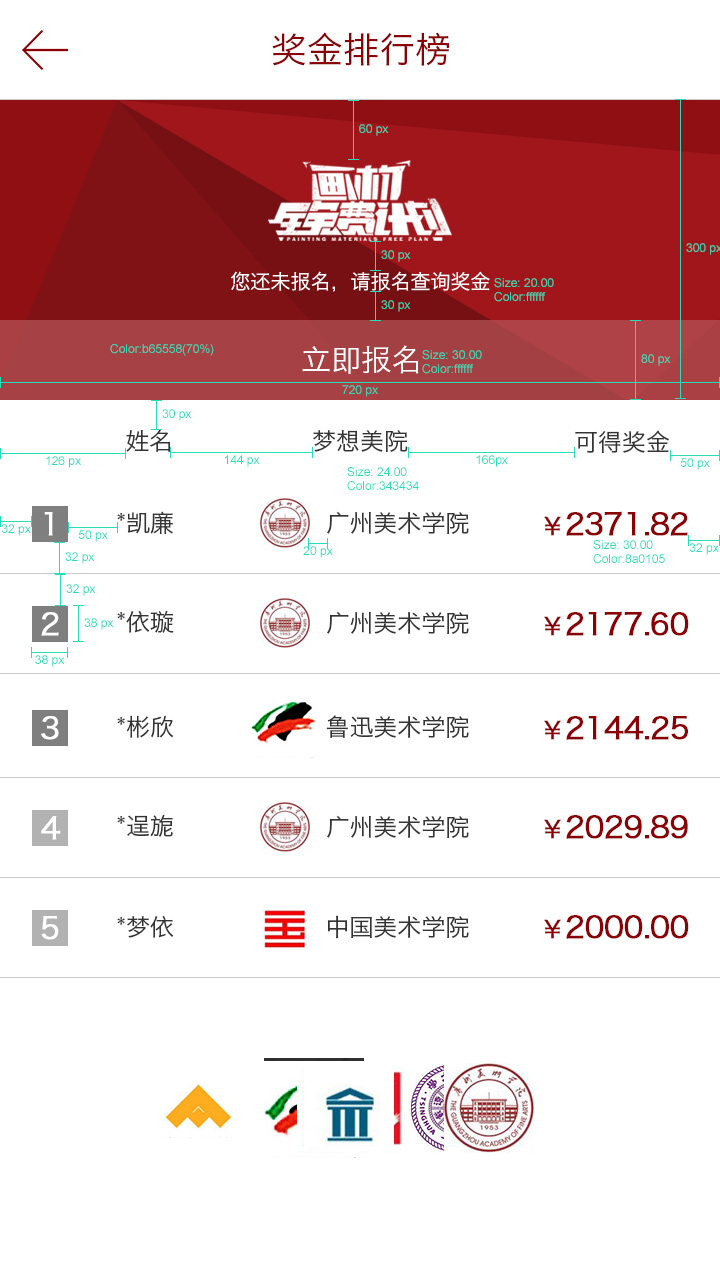 奖金排行榜
60 px
画材
全免费计划
PAINTING MATERIALS FREE PLAN
30 px
300 px
您还未报名，请报名查询奖金
Size: 20.00
Color:ffffff
30 px
Color:b65558(70%)
立即报名
Size: 30.00
Color:ffffff
80 px
720 px
30 px
姓名 梦想美院 可得奖金
126 px 144 px 166px 50 px
Size: 24.00
Color:343434
1 *凯廉 广州美术学院 ¥2371.82
32 px 50 px 20 px 32 px
Size: 30.00
Color:8a0105
32 px
32 px
2 *依璇 广州美术学院 ¥2177.60
38 px
38 px
3 *彬欣 鲁迅美术学院 ¥2144.25
4 *逞旎 广州美术学院 ¥2029.89
5 *梦依 中国美术学院 ¥2000.00
TSINGHUA
THE GUANGZHOU ACADEMY OF FINE ARTS
1953